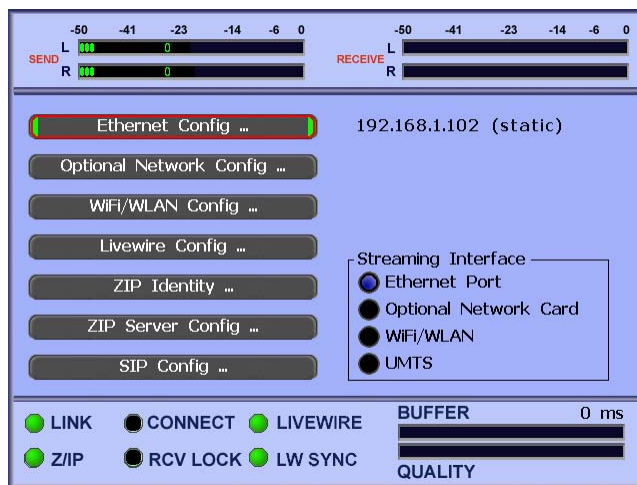 -50 -41 -23 -14 -6 0
SEND
L
0
R
0
-50 -41 -23 -14 -6 0
RECEIVE
L
R
Ethernet Config ...
192.168.1.102 (static)
Optional Network Config ...
WiFi/WLAN Config ...
Livewire Config ...
ZIP Identity ...
ZIP Server Config ...
SIP Config ...
Streaming Interface
Ethernet Port
Optional Network Card
WiFi/WLAN
UMTS
LINK CONNECT LIVEWIRE
Z/IP RCV LOCK LW SYNC
BUFFER 0 ms
QUALITY